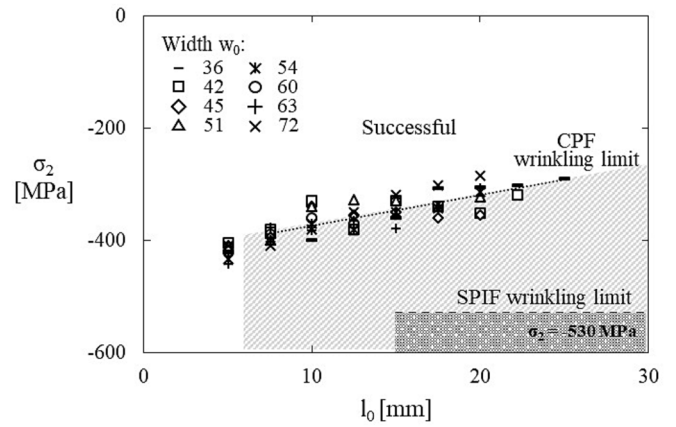 0
Width w₀:
36 54
42 60
45 63
51 72
-200
Successful
CPF
wrinkling limit
σ₂
[MPa]
-400
SPIF wrinkling limit
σ₂ = -530 MPa
-600
0 10 20 30
l₀ [mm]